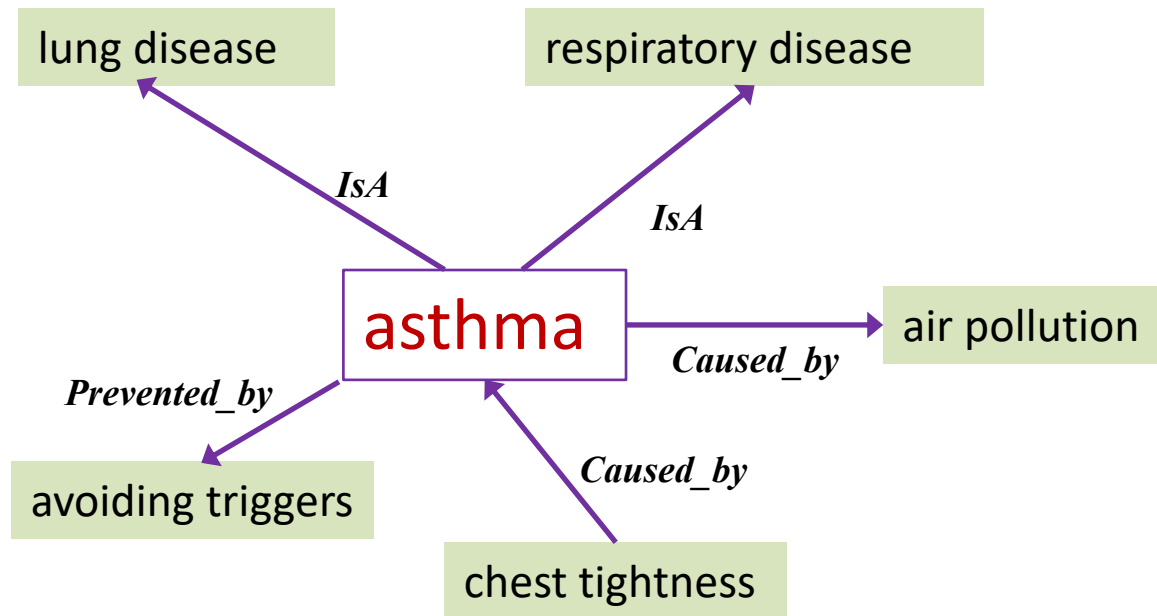 lung disease
respiratory disease
IsA
IsA
asthma
air pollution
Caused_by
Prevented_by
Caused_by
avoiding triggers
chest tightness